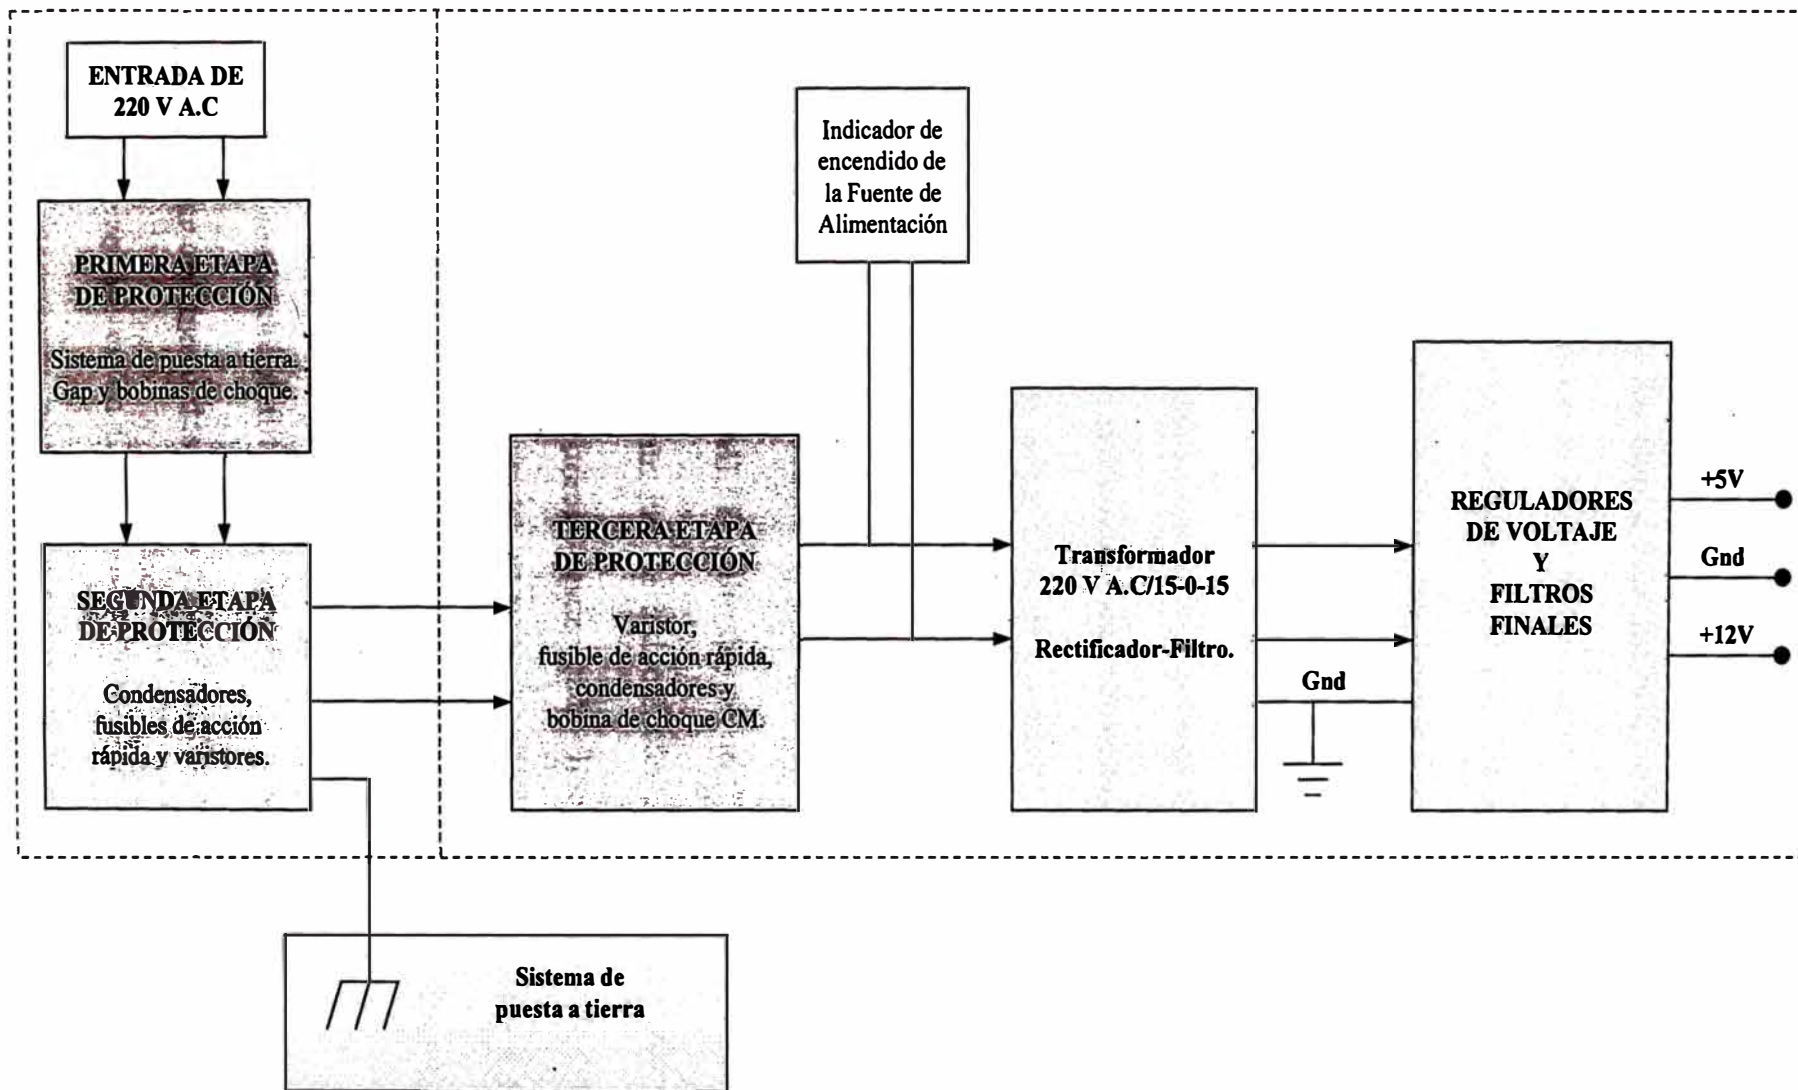 ENTRADA DE
220 V A.C
PRIMERA ETAPA
DE PROTECCIÓN
Sistema de puesta a tierra.
Gap y bobinas de choque.
SEGUNDA ETAPA
DE PROTECCIÓN
Condensadores,
fusibles de acción
rápida y varistores.
Sistema de
puesta a tierra
TERCERA ETAPA
DE PROTECCIÓN
Varistor,
fusible de acción rápida,
condensadores y
bobina de choque CM.
Indicador de
encendido de
la Fuente de
Alimentación
Transformador
220 V A.C/15-0-15
Rectificador-Filtro.
Gnd
REGULADORES
DE VOLTAJE
Y
FILTROS
FINALES
+5V
Gnd
+12V